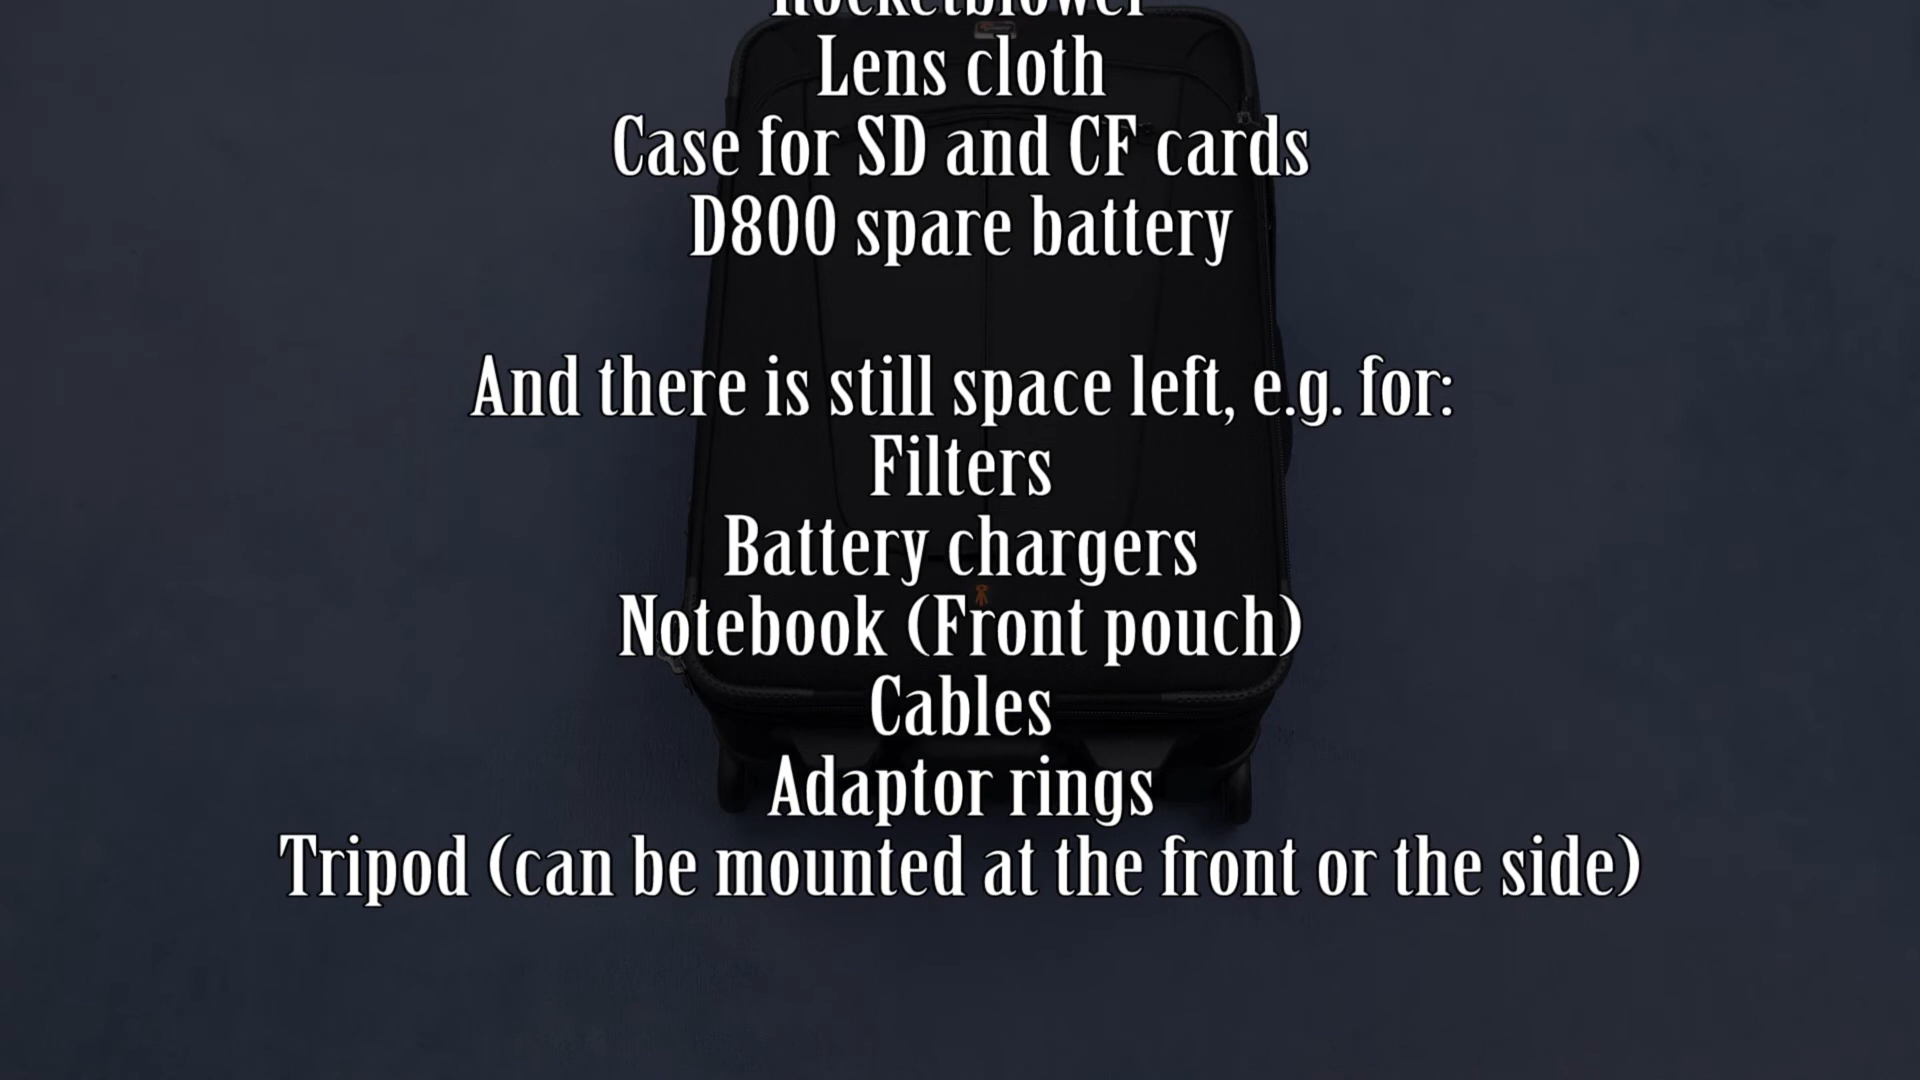 Rocketblower
Lens cloth
Case for SD and CF cards
D800 spare battery
And there is still space left, e.g. for:
Filters
Battery chargers
Notebook (Front pouch)
Cables
Adaptor rings
Tripod (can be mounted at the front or the side)